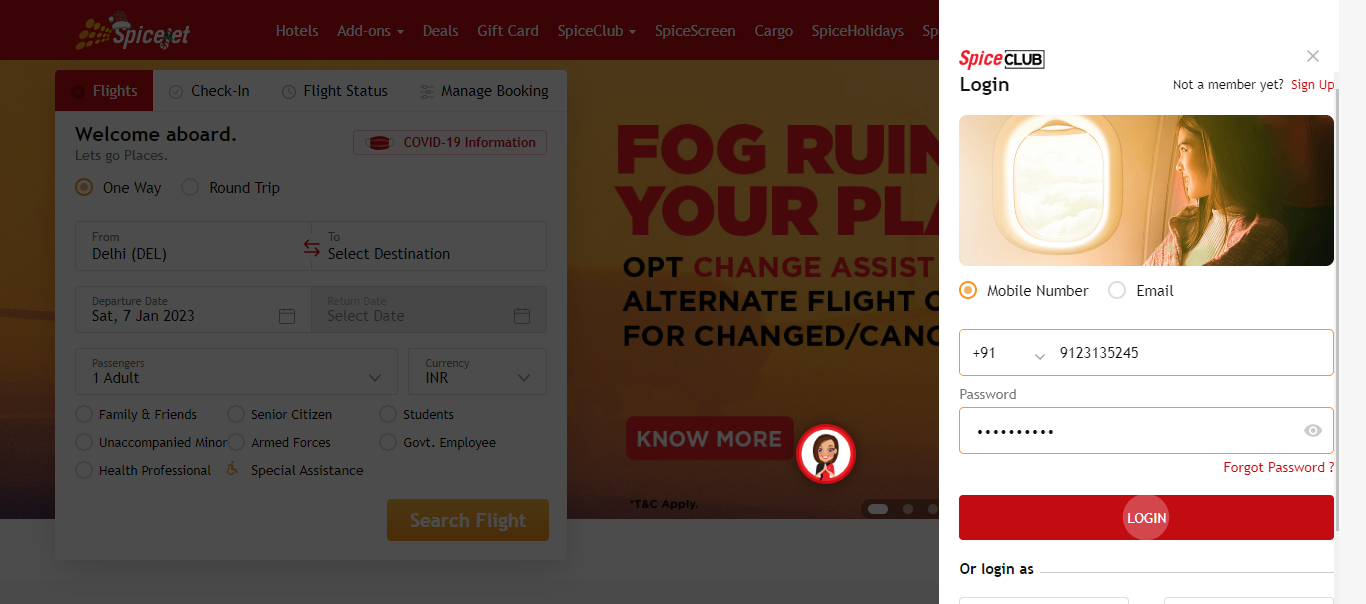 Spicejet
Hotels Add-ons Deals Gift Card SpiceClub SpiceScreen Cargo SpiceHolidays Sp
Flights Check-In Flight Status Manage Booking
Welcome aboard.
Lets go Places.
COVID-19 Information
One Way Round Trip
From
Delhi (DEL)
To
Select Destination
Departure Date
Sat, 7 Jan 2023
Return Date
Select Date
Passengers
1 Adult
Currency
INR
Family & Friends Senior Citizen Students
Unaccompanied Minor Armed Forces Govt. Employee
Health Professional Special Assistance
Search Flight
FOG RUIN
YOUR PLA
OPT CHANGE ASSIST
ALTERNATE FLIGHT O
FOR CHANGED/CANC
KNOW MORE
*T&C Apply.
SpiceCLUB
Login
Not a member yet? Sign Up
Mobile Number Email
+91 9123135245
Password
••••••••••
Forgot Password ?
LOGIN
Or login as